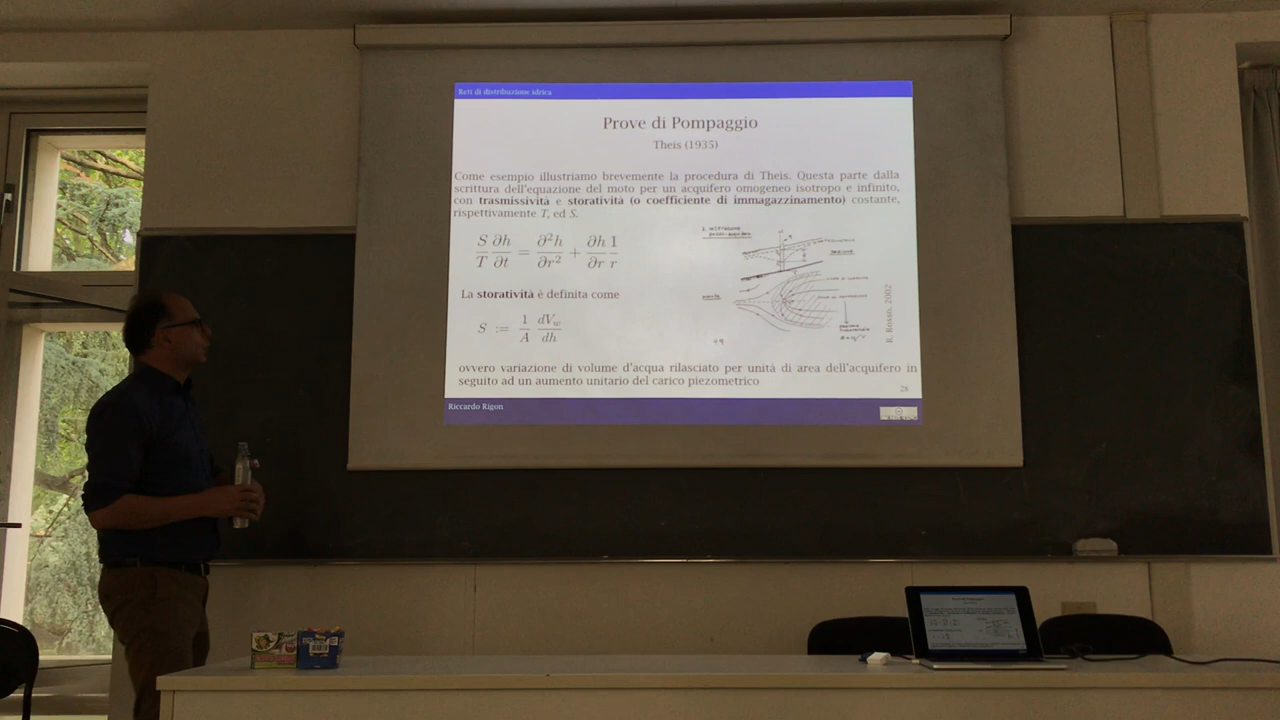 Reti di distribuzione idrica
Prove di Pompaggio
Theis (1935)
Come esempio illustriamo brevemente la procedura di Theis. Questa parte dalla
scrittura dell'equazione del moto per un acquifero omogeneo isotropo e infinito,
con trasmissività e storatività (o coefficiente di immagazzinamento) costante,
rispettivamente T, ed S.
S/T ∂h/∂t = ∂²h/∂r² + ∂h/∂r 1/r
La storatività è definita come
S := 1/A dV_w/dh
R. Rosso, 2002
ovvero variazione di volume d'acqua rilasciato per unità di area dell'acquifero in
seguito ad un aumento unitario del carico piezometrico
28
Riccardo Rigon